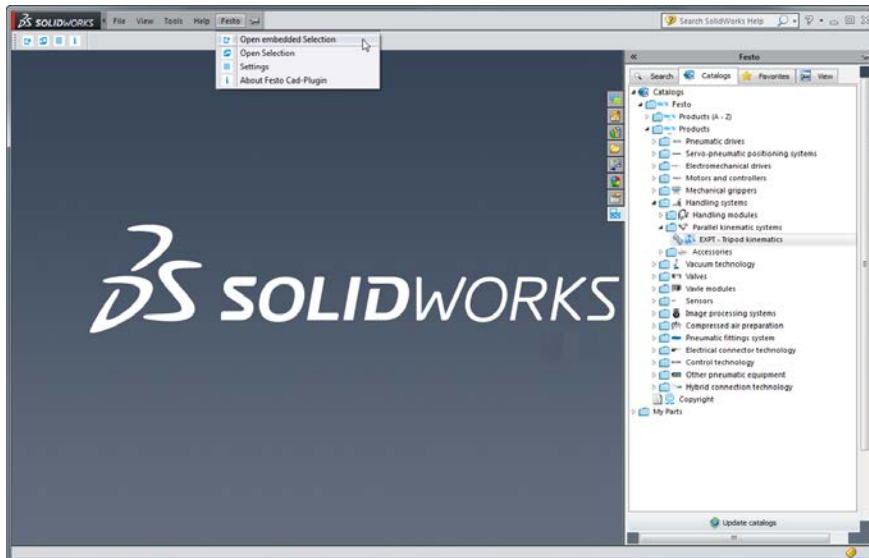 SOLIDWORKS File View Tools Help Festo
Search SolidWorks Help
Open embedded Selection
Open Selection
Settings
About Festo Cad-Plugin
Festo
Search Catalogs Favorites View
Catalogs
Festo
Products (A - Z)
Products
Pneumatic drives
Servo-pneumatic positioning systems
Electromechanical drives
Motors and controllers
Mechanical grippers
Handling systems
Handling modules
Parallel kinematic systems
EXPT - Tripod kinematics
Accessories
Vacuum technology
Valves
Vavle modules
Sensors
Image processing systems
Compressed air preparation
Pneumatic fittings system
Electrical connector technology
Control technology
Other pneumatic equipment
Hybrid connection technology
Copyright
My Parts
SOLIDWORKS
Update catalogs